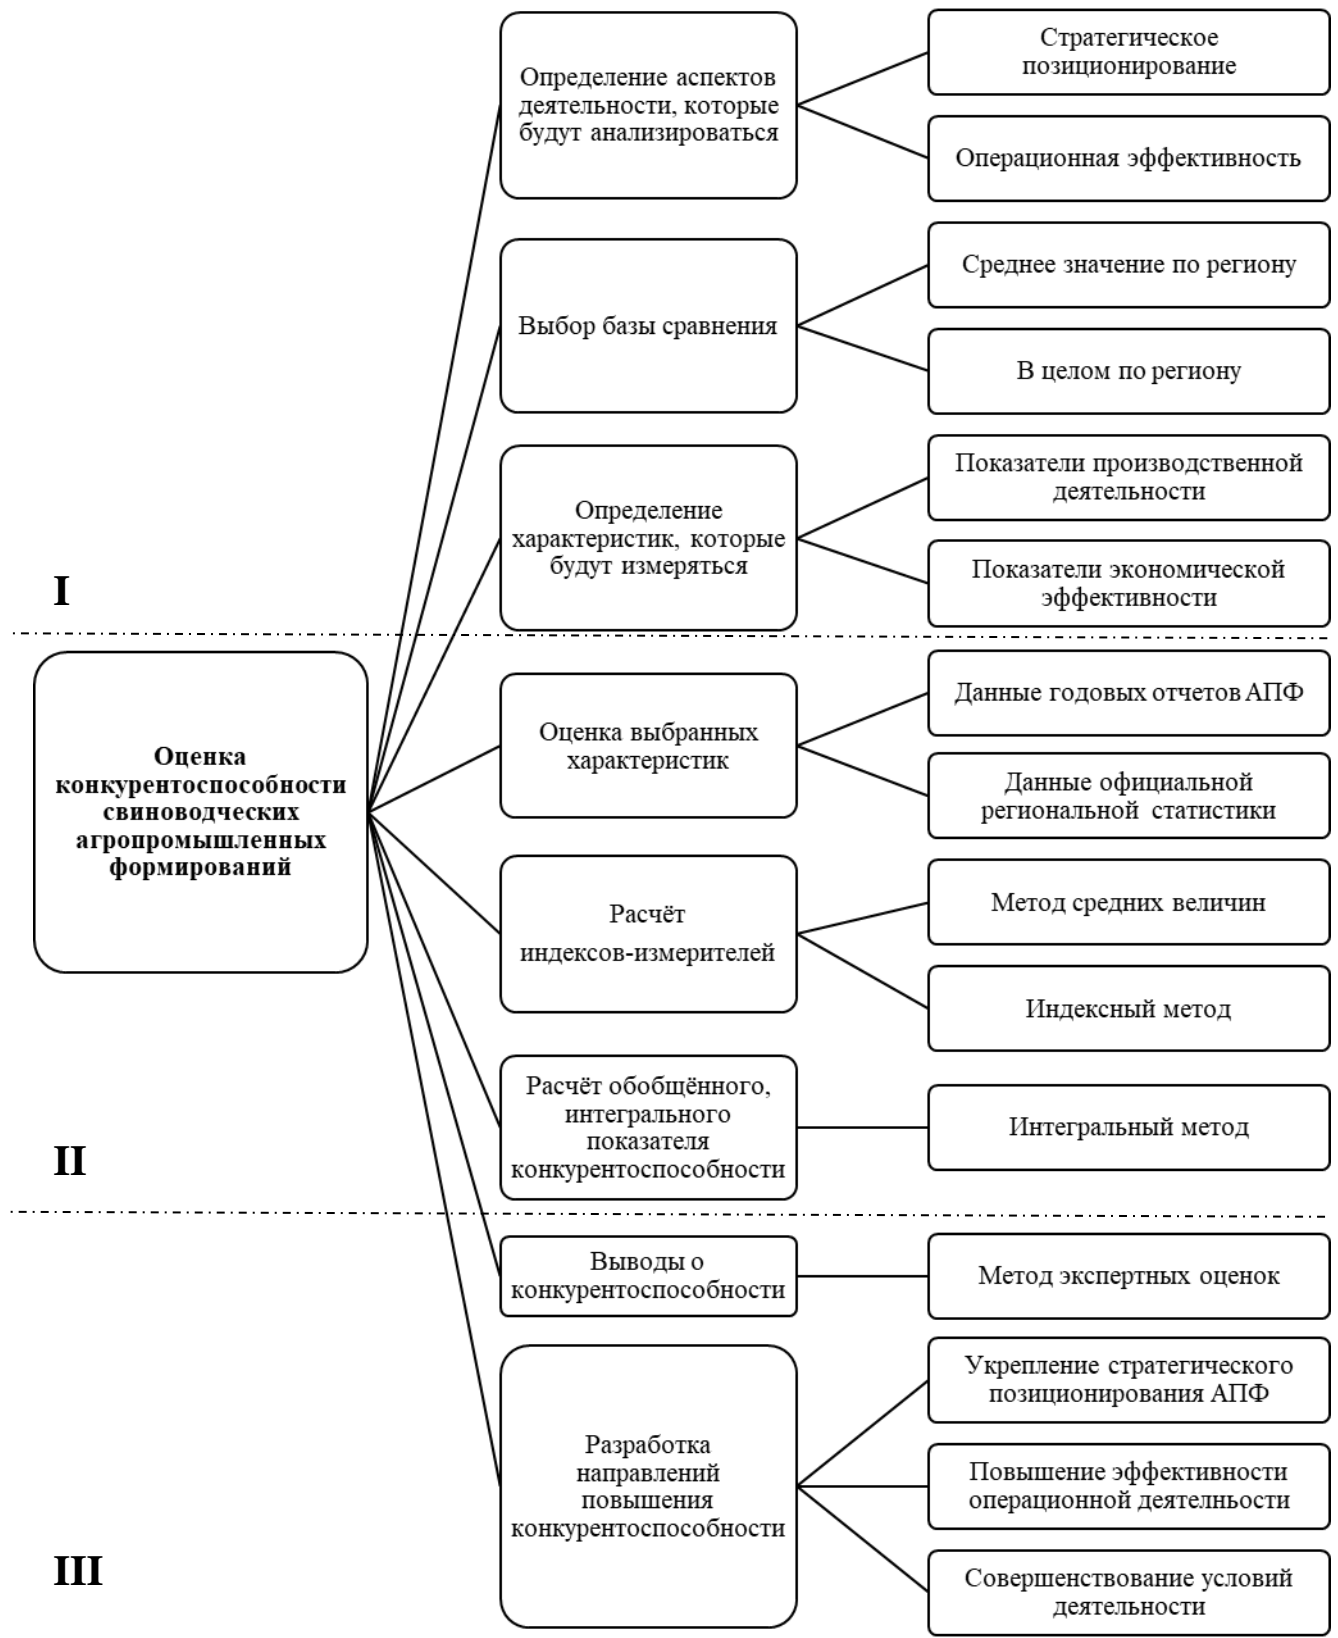 Определение аспектов
деятельности, которые
будут анализироваться
Стратегическое
позиционирование
Операционная эффективность
Выбор базы сравнения
Среднее значение по региону
В целом по региону
Определение
характеристик, которые
будут измеряться
Показатели производственной
деятельности
Показатели экономической
эффективности
I
Оценка
конкурентоспособности
свиноводческих
агропромышленных
формирований
Оценка выбранных
характеристик
Данные годовых отчетов АПФ
Данные официальной
региональной статистики
Расчёт
индексов-измерителей
Метод средних величин
Индексный метод
Расчёт обобщённого,
интегрального
показателя
конкурентоспособности
Интегральный метод
II
Выводы о
конкурентоспособности
Метод экспертных оценок
Разработка
направлений
повышения
конкурентоспособности
Укрепление стратегического
позиционирования АПФ
Повышение эффективности
операционной деятелньости
Совершенствование условий
деятельности
III